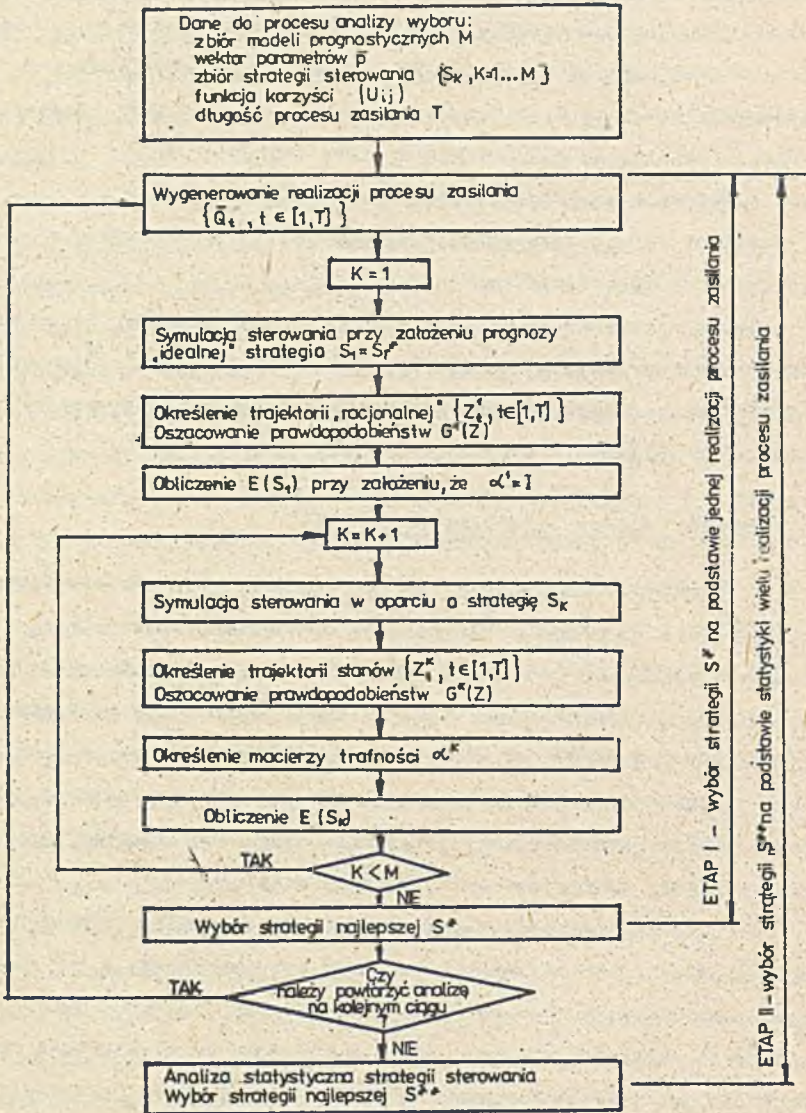 Dane do procesu analizy wyboru:
zbiór modeli prognostycznych M
wektor parametrów p̄
zbiór strategii sterowania {S_K, K=1...M}
funkcja korzyści (U_ij)
długość procesu zasilania T
Wygenerowanie realizacji procesu zasilania
{Q̄_t, t ∈ [1,T]}
K = 1
Symulacja sterowania przy założeniu prognozy
„idealnej" strategia S_1 = S_r*
Określenie trajektorii „racjonalnej" {Z_t^1, t∈[1,T]}
Oszacowanie prawdopodobieństw G^1(Z)
Obliczenie E(S_1) przy założeniu, że α^1 = I
K = K+1
Symulacja sterowania w oparciu o strategię S_K
Określenie trajektorii stanów {Z_t^K, t∈[1,T]}
Oszacowanie prawdopodobieństw G^K(Z)
Określenie macierzy trafności α^K
Obliczenie E(S_K)
TAK
K < M
NIE
Wybór strategii najlepszej S*
TAK
Czy
należy powtórzyć analizę
na kolejnym ciągu
?
NIE
Analiza statystyczna strategii sterowania
Wybór strategii najlepszej S**
ETAP I – wybór strategii S* na podstawie jednej realizacji procesu zasilania
ETAP II – wybór strategii S** na podstawie statystyki wielu realizacji procesu zasilania